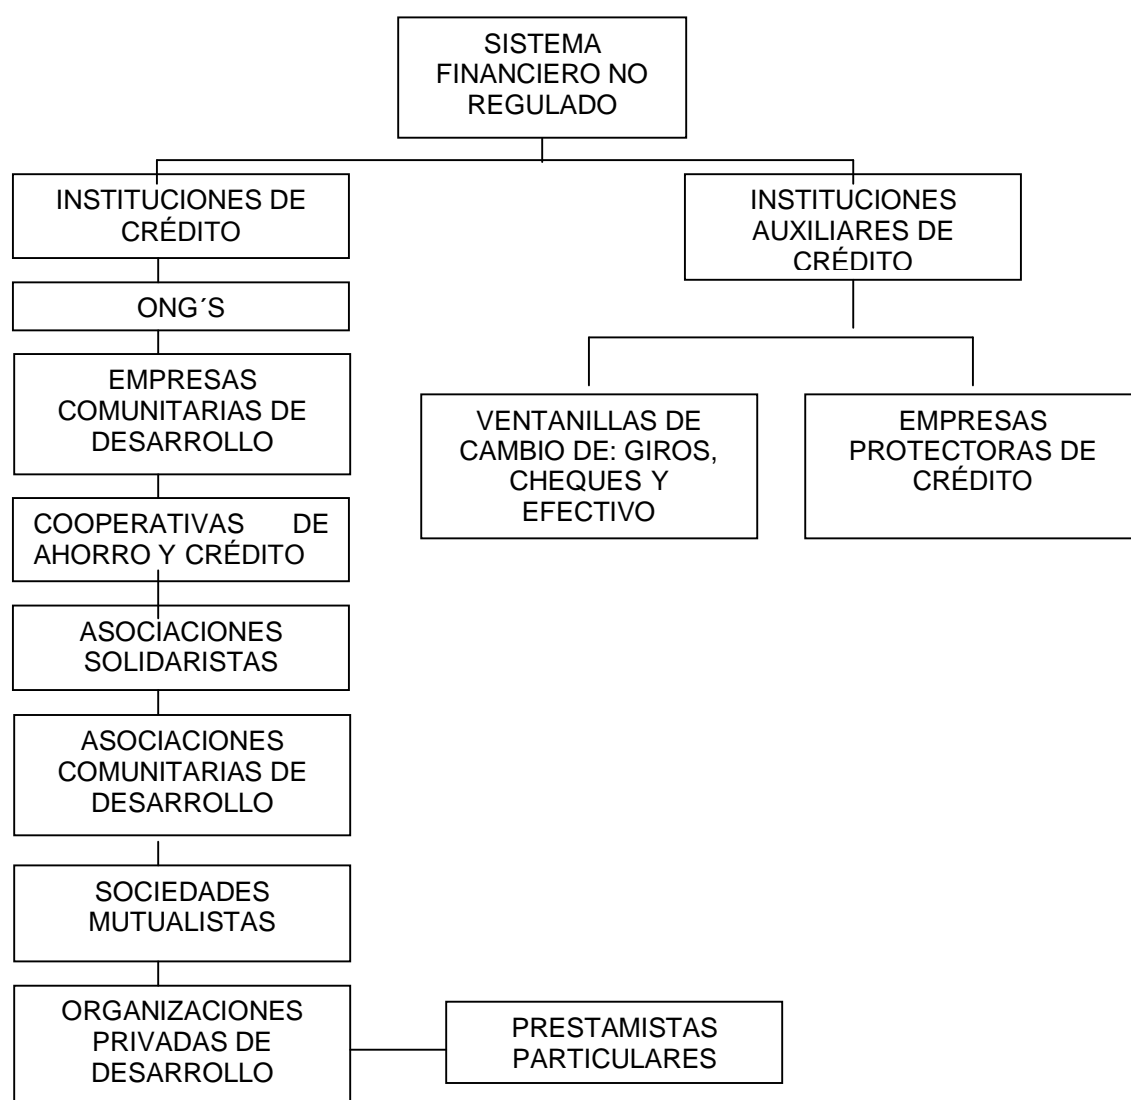 SISTEMA
FINANCIERO NO
REGULADO
INSTITUCIONES DE
CRÉDITO
INSTITUCIONES
AUXILIARES DE
CRÉDITO
ONG´S
EMPRESAS
COMUNITARIAS DE
DESARROLLO
VENTANILLAS DE
CAMBIO DE: GIROS,
CHEQUES Y
EFECTIVO
EMPRESAS
PROTECTORAS DE
CRÉDITO
COOPERATIVAS DE
AHORRO Y CRÉDITO
ASOCIACIONES
SOLIDARISTAS
ASOCIACIONES
COMUNITARIAS DE
DESARROLLO
SOCIEDADES
MUTUALISTAS
ORGANIZACIONES
PRIVADAS DE
DESARROLLO
PRESTAMISTAS
PARTICULARES